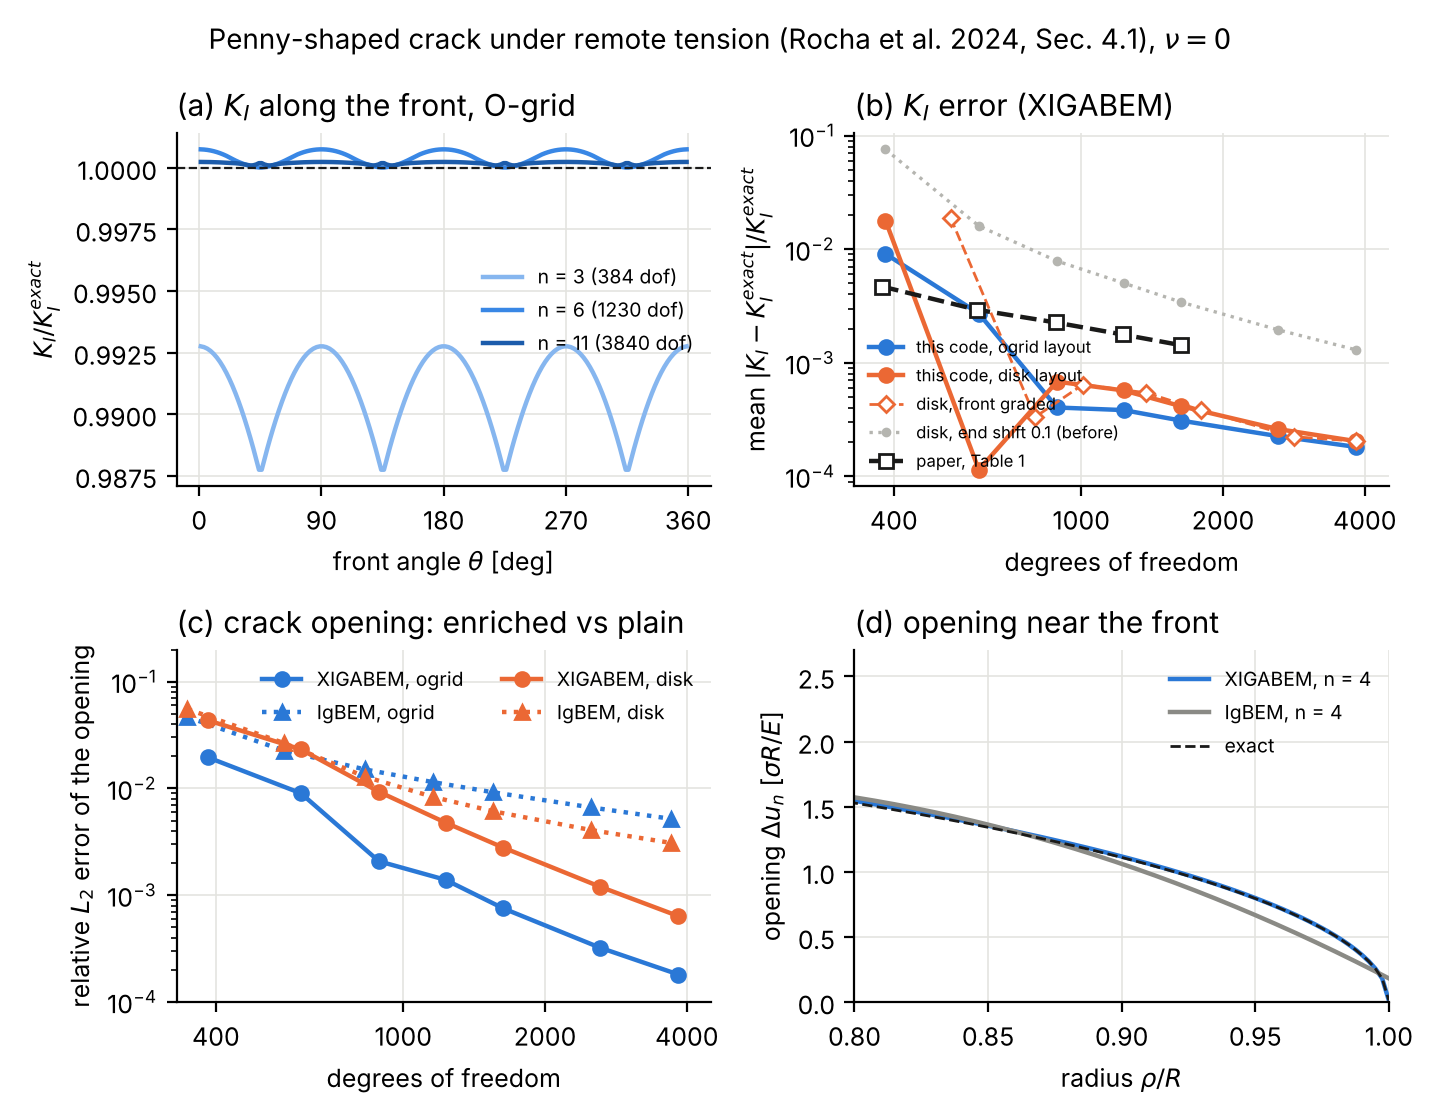 Penny-shaped crack under remote tension (Rocha et al. 2024, Sec. 4.1), ν = 0
(a) K_I along the front, O-grid
K_I/K_I^{exact}
1.0000
0.9975
0.9950
0.9925
0.9900
0.9875
n = 3 (384 dof)
n = 6 (1230 dof)
n = 11 (3840 dof)
0 90 180 270 360
front angle θ [deg]
(b) K_I error (XIGABEM)
mean |K_I − K_I^{exact}|/K_I^{exact}
10^{−1}
10^{−2}
10^{−3}
10^{−4}
this code, ogrid layout
this code, disk layout
disk, front graded
disk, end shift 0.1 (before)
paper, Table 1
400 1000 2000 4000
degrees of freedom
(c) crack opening: enriched vs plain
relative L_2 error of the opening
10^{−1}
10^{−2}
10^{−3}
10^{−4}
XIGABEM, ogrid
IgBEM, ogrid
XIGABEM, disk
IgBEM, disk
400 1000 2000 4000
degrees of freedom
(d) opening near the front
opening Δu_n [σR/E]
2.5
2.0
1.5
1.0
0.5
0.0
XIGABEM, n = 4
IgBEM, n = 4
exact
0.80 0.85 0.90 0.95 1.00
radius ρ/R